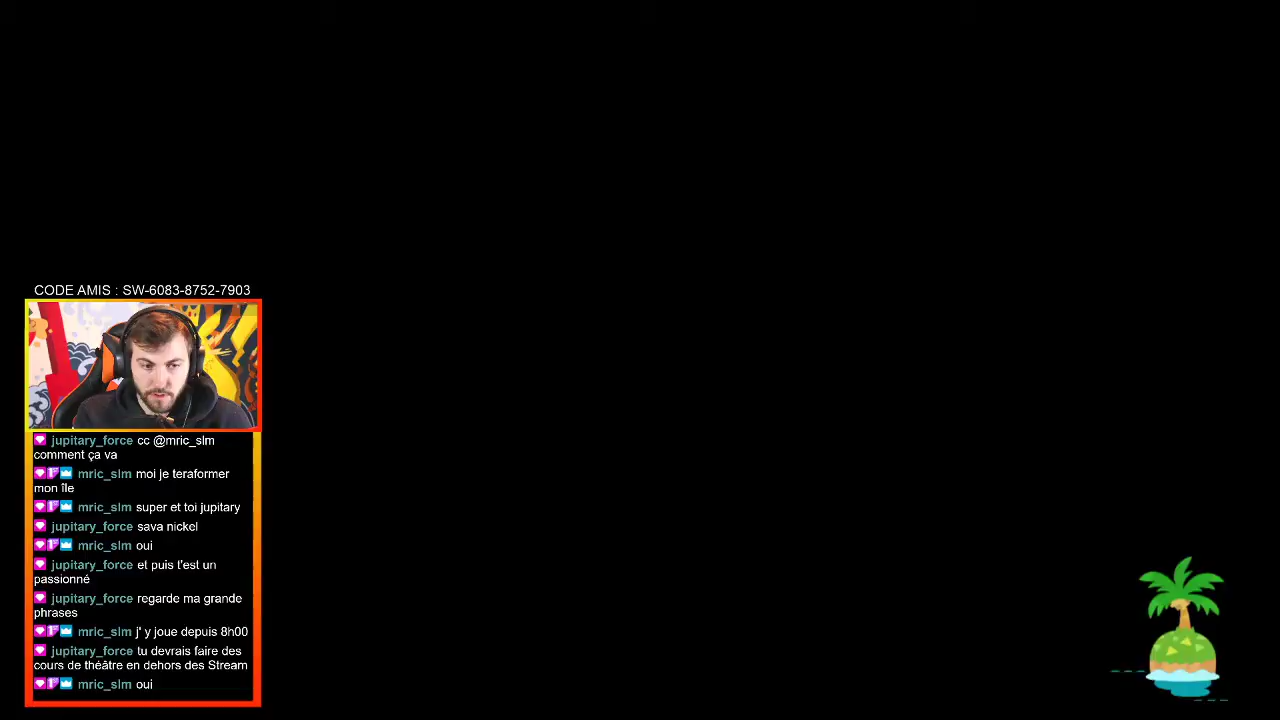 CODE AMIS : SW-6083-8752-7903
jupitary_force cc @mric_slm
comment ça va
mric_slm moi je teraformer
mon île
mric_slm super et toi jupitary
jupitary_force sava nickel
mric_slm oui
jupitary_force et puis t'est un
passionné
jupitary_force regarde ma grande
phrases
mric_slm j' y joue depuis 8h00
jupitary_force tu devrais faire des
cours de théâtre en dehors des Stream
mric_slm oui